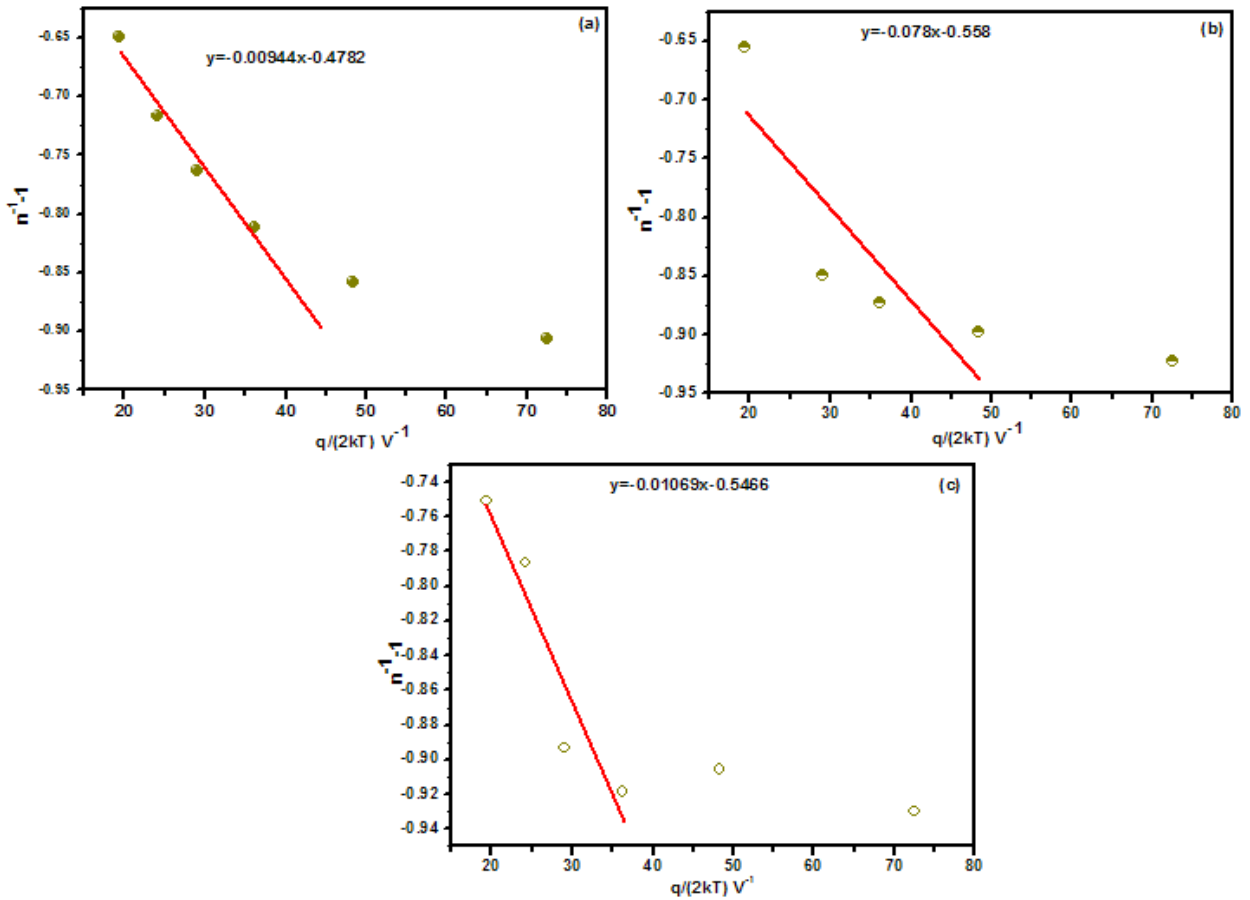 (a)
y=-0.00944x-0.4782
-0.65
-0.70
-0.75
-0.80
-0.85
-0.90
-0.95
n⁻¹-1
20 30 40 50 60 70 80
q/(2kT) V⁻¹
(b)
y=-0.078x-0.558
-0.65
-0.70
-0.75
-0.80
-0.85
-0.90
-0.95
n⁻¹-1
20 30 40 50 60 70 80
q/(2kT) V⁻¹
y=-0.01069x-0.5466
(c)
-0.74
-0.76
-0.78
-0.80
-0.82
-0.84
-0.86
-0.88
-0.90
-0.92
-0.94
n⁻¹-1
20 30 40 50 60 70 80
q/(2kT) V⁻¹